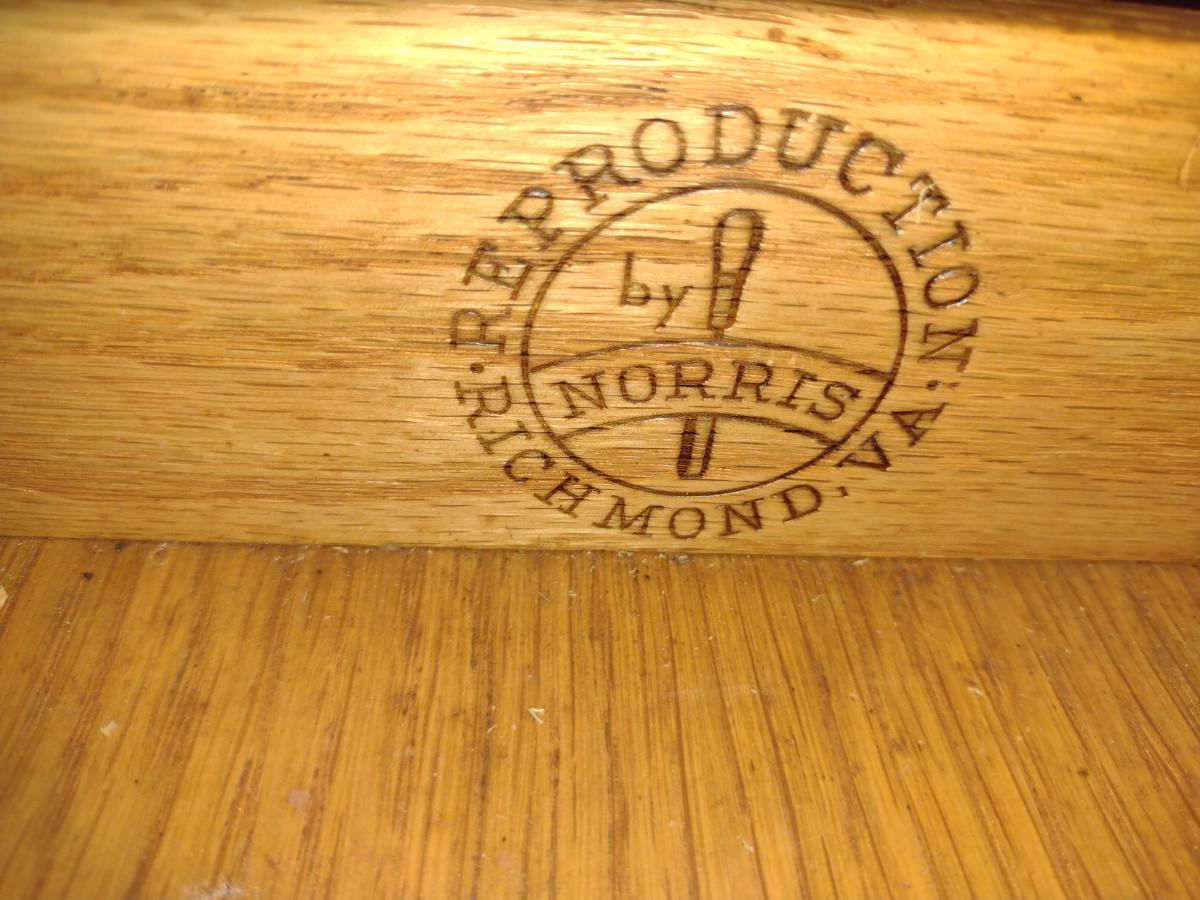 REPRODUCTION
by
NORRIS
RICHMOND, VA.